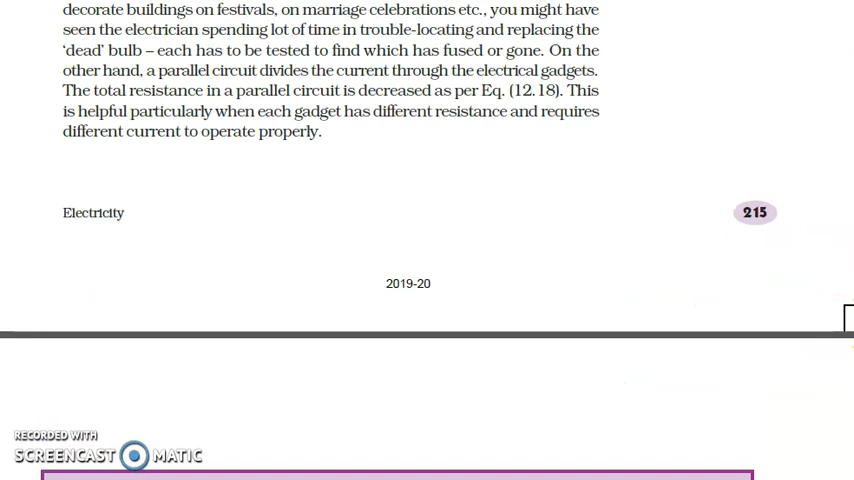 decorate buildings on festivals, on marriage celebrations etc., you might have
seen the electrician spending lot of time in trouble-locating and replacing the
‘dead’ bulb – each has to be tested to find which has fused or gone. On the
other hand, a parallel circuit divides the current through the electrical gadgets.
The total resistance in a parallel circuit is decreased as per Eq. (12.18). This
is helpful particularly when each gadget has different resistance and requires
different current to operate properly.
Electricity
215
2019-20
RECORDED WITH
SCREENCAST MATIC